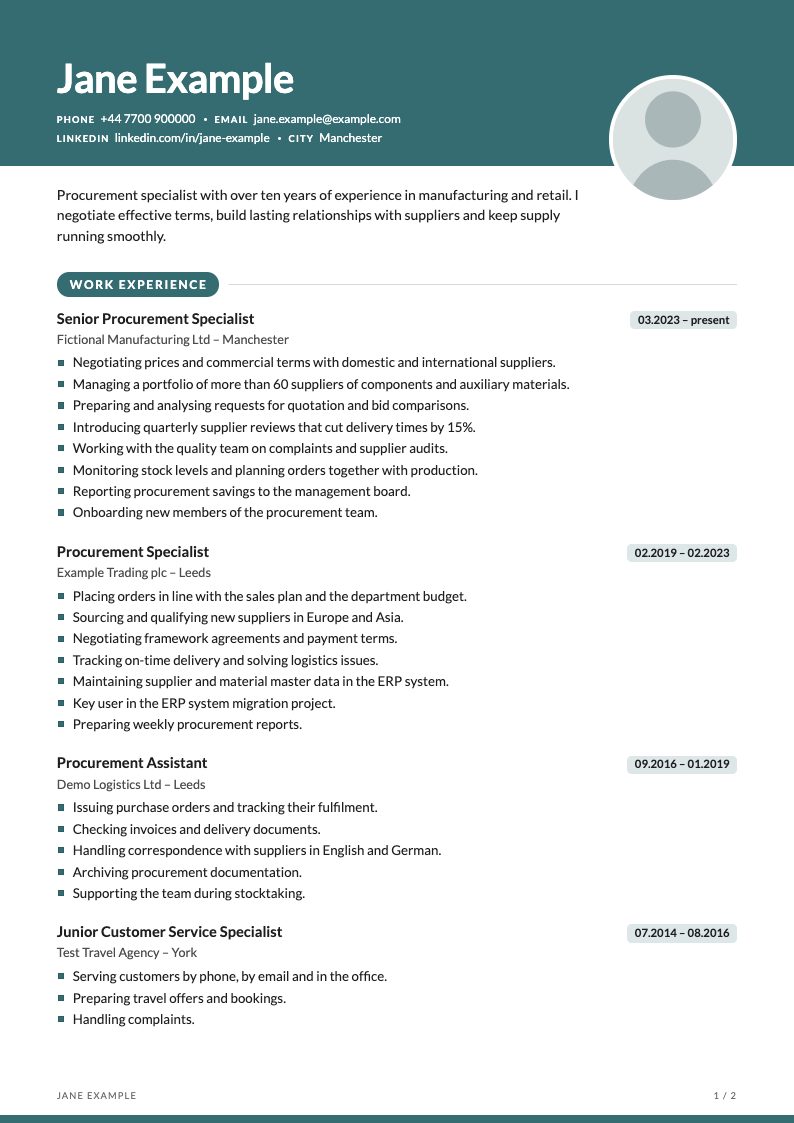 Jane Example
PHONE +44 7700 900000 • EMAIL jane.example@example.com
LINKEDIN linkedin.com/in/jane-example • CITY Manchester
Procurement specialist with over ten years of experience in manufacturing and retail. I
negotiate effective terms, build lasting relationships with suppliers and keep supply
running smoothly.
WORK EXPERIENCE
Senior Procurement Specialist 03.2023 – present
Fictional Manufacturing Ltd – Manchester
Negotiating prices and commercial terms with domestic and international suppliers.
Managing a portfolio of more than 60 suppliers of components and auxiliary materials.
Preparing and analysing requests for quotation and bid comparisons.
Introducing quarterly supplier reviews that cut delivery times by 15%.
Working with the quality team on complaints and supplier audits.
Monitoring stock levels and planning orders together with production.
Reporting procurement savings to the management board.
Onboarding new members of the procurement team.
Procurement Specialist 02.2019 – 02.2023
Example Trading plc – Leeds
Placing orders in line with the sales plan and the department budget.
Sourcing and qualifying new suppliers in Europe and Asia.
Negotiating framework agreements and payment terms.
Tracking on-time delivery and solving logistics issues.
Maintaining supplier and material master data in the ERP system.
Key user in the ERP system migration project.
Preparing weekly procurement reports.
Procurement Assistant 09.2016 – 01.2019
Demo Logistics Ltd – Leeds
Issuing purchase orders and tracking their fulfilment.
Checking invoices and delivery documents.
Handling correspondence with suppliers in English and German.
Archiving procurement documentation.
Supporting the team during stocktaking.
Junior Customer Service Specialist 07.2014 – 08.2016
Test Travel Agency – York
Serving customers by phone, by email and in the office.
Preparing travel offers and bookings.
Handling complaints.
JANE EXAMPLE 1 / 2